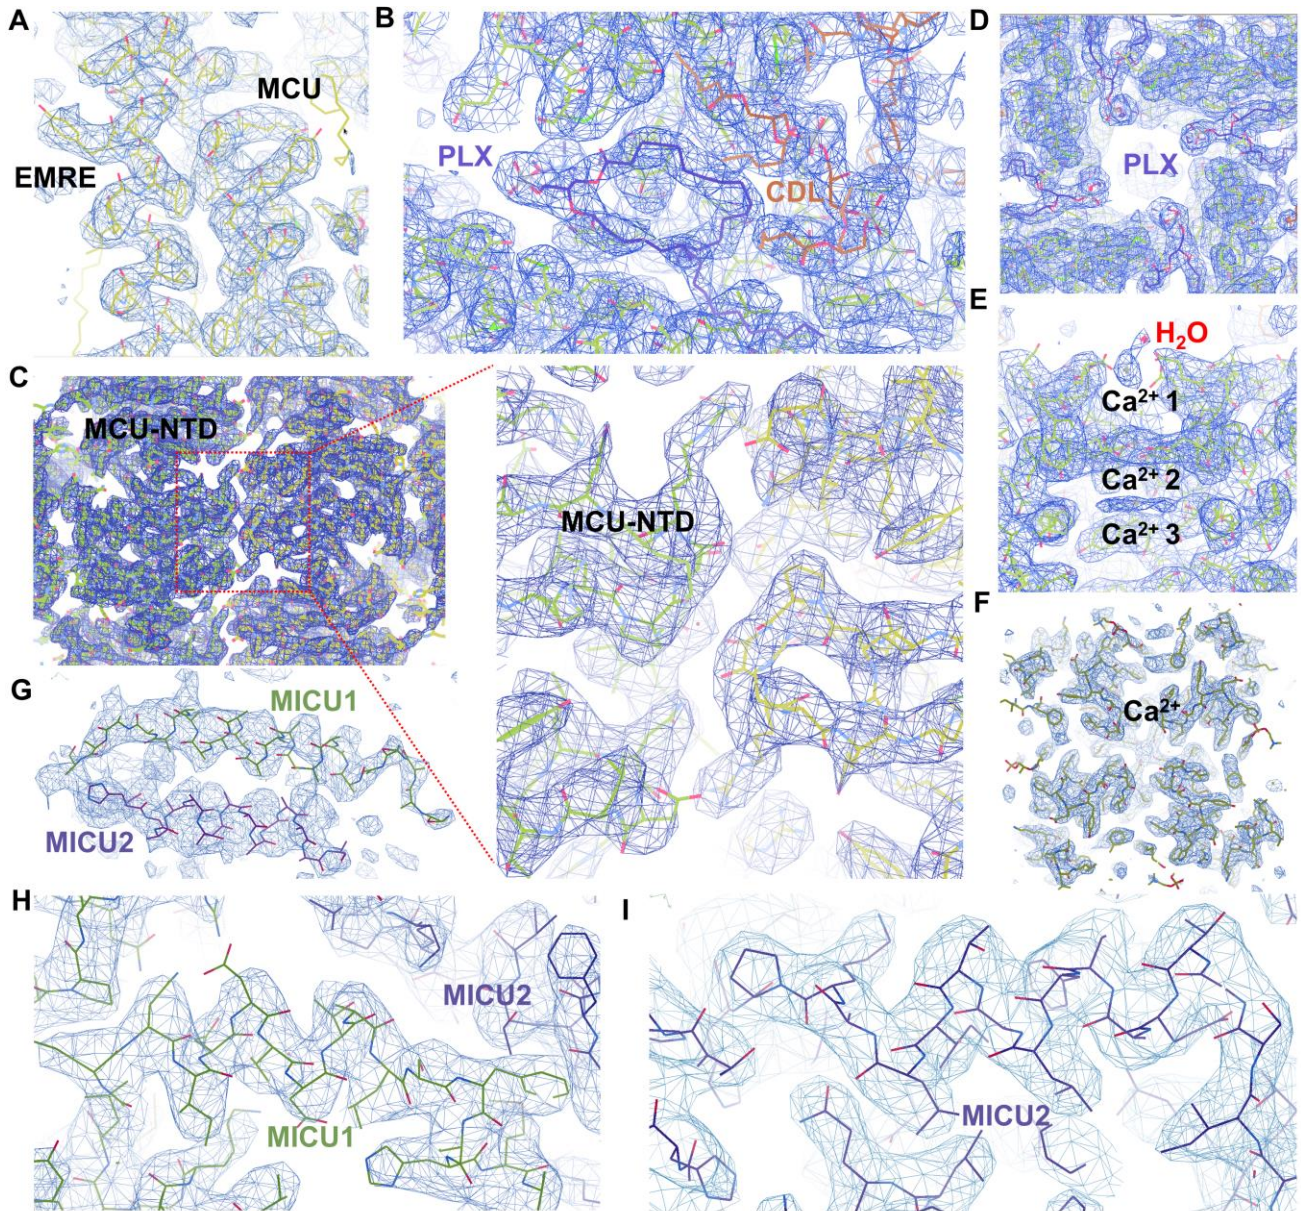 A
MCU
EMRE
B
PLX
CDL
D
PLX
E
H₂O
Ca²⁺ 1
Ca²⁺ 2
Ca²⁺ 3
C
MCU-NTD
MCU-NTD
F
Ca²⁺
G
MICU1
MICU2
H
MICU2
MICU1
I
MICU2